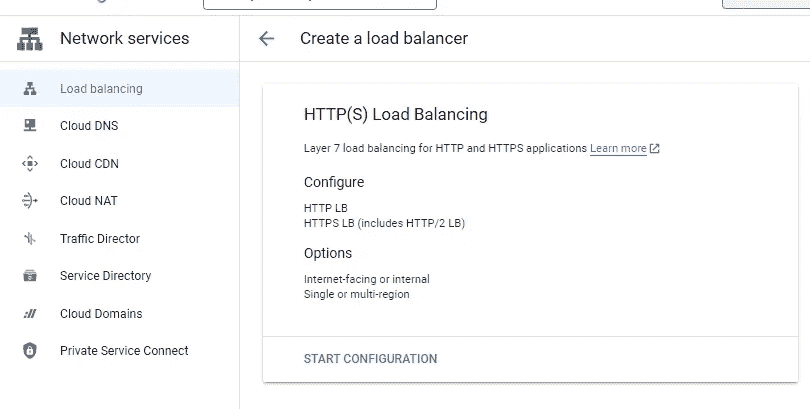 Network services
Create a load balancer
Load balancing
Cloud DNS
Cloud CDN
Cloud NAT
Traffic Director
Service Directory
Cloud Domains
Private Service Connect
HTTP(S) Load Balancing
Layer 7 load balancing for HTTP and HTTPS applications Learn more
Configure
HTTP LB
HTTPS LB (includes HTTP/2 LB)
Options
Internet-facing or internal
Single or multi-region
START CONFIGURATION